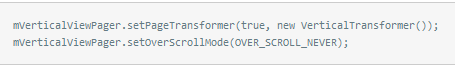 mVerticalViewPager.setPageTransformer(true, new VerticalTransformer());
mVerticalViewPager.setOverScrollMode(OVER_SCROLL_NEVER);